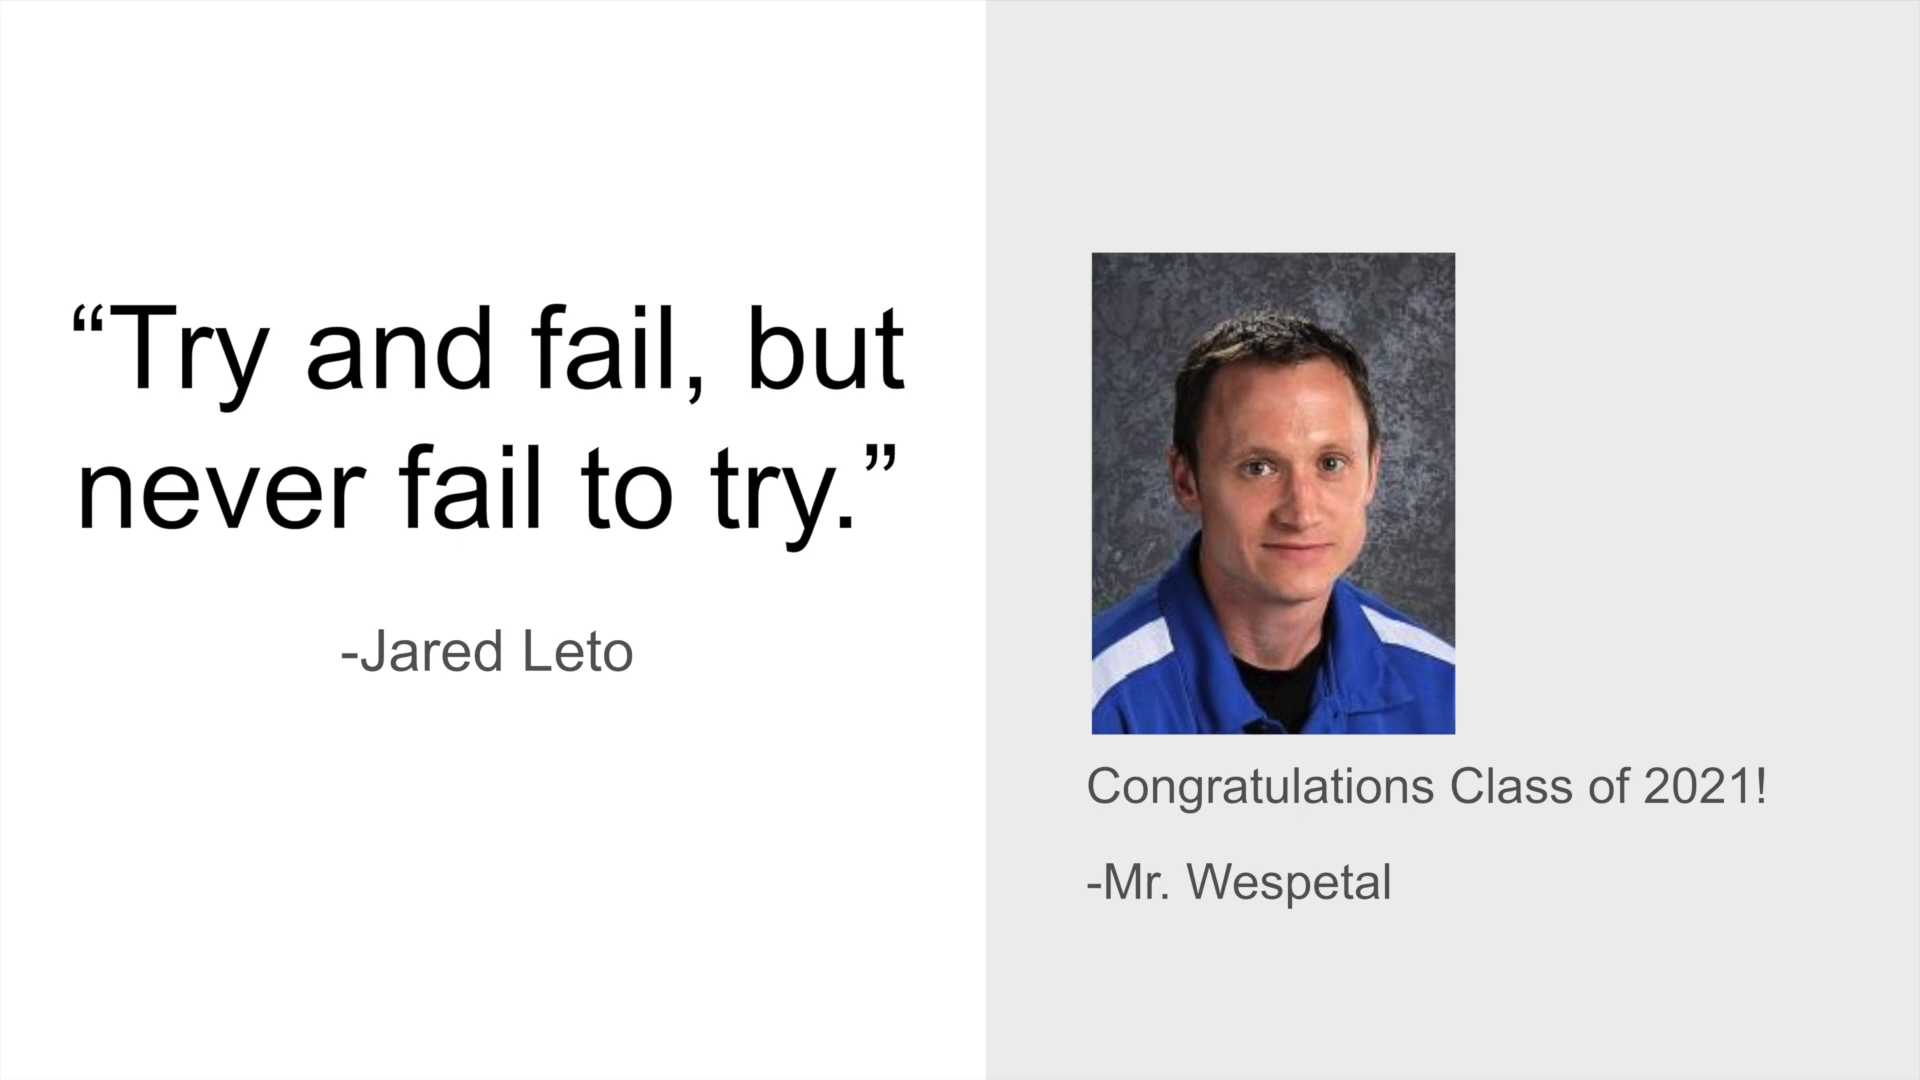 “Try and fail, but
never fail to try.”
-Jared Leto
Congratulations Class of 2021!
-Mr. Wespetal